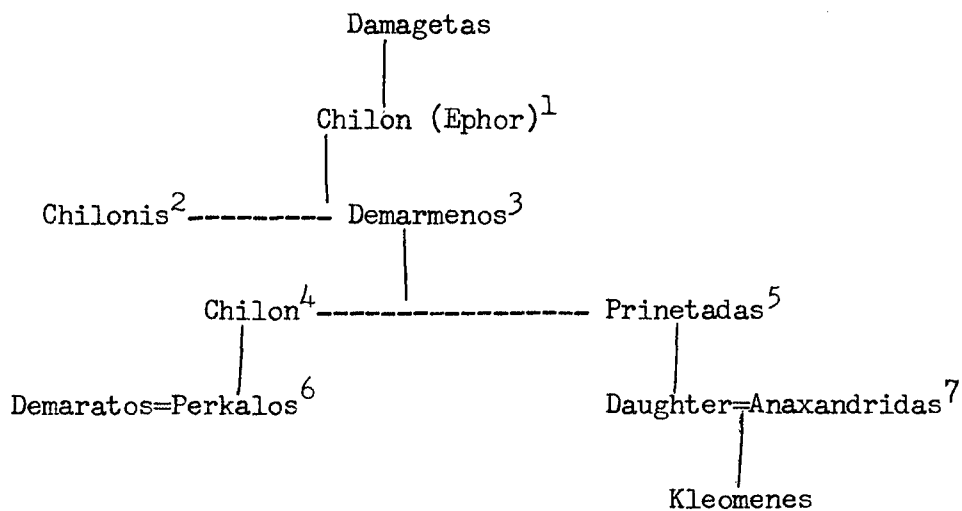 Damagetas
Chilon (Ephor)1
Chilonis2 Demarmenos3
Chilon4 Prinetadas5
Demaratos=Perkalos6 Daughter=Anaxandridas7
Kleomenes